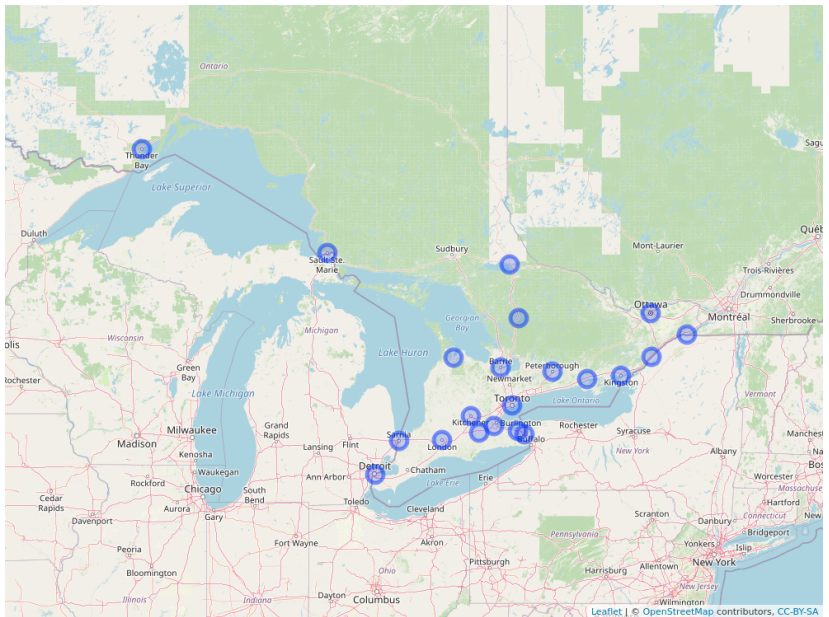 Ontario
Thunder
Bay
Lake Superior
Duluth
Sault Ste.
Marie
Sudbury
Mont-Laurier
Trois-Rivières
Drummondville
Ottawa
Montréal
Sherbrooke
Georgian
Bay
Michigan
Wisconsin
Lake Huron
Green
Bay
Barrie
Newmarket
Peterborough
Kingston
Lake Michigan
Toronto
Lake Ontario
Vermont
Kitchener
Burlington
Buffalo
Rochester
Syracuse
New York
Grand
Rapids
Milwaukee
Madison
Kenosha
Waukegan
Lansing
Flint
Sarnia
London
Albany
Detroit
Chatham
Ann Arbor
Lake Erie
Erie
Rockford
Chicago
Aurora
Gary
South
Bend
Toledo
Cleveland
Worcester
Massachuse
Hartford
Connecticut
Cedar
Rapids
Davenport
Scranton
Danbury
Bridgeport
New
Fort Wayne
Akron
Pennsylvania
Yonkers
Islip
New York
Peoria
Bloomington
Pittsburgh
Harrisburg
Allentown
New Jersey
Ohio
Dayton
Columbus
Illinois
Indiana
Wilmington
Leaflet | © OpenStreetMap contributors, CC-BY-SA